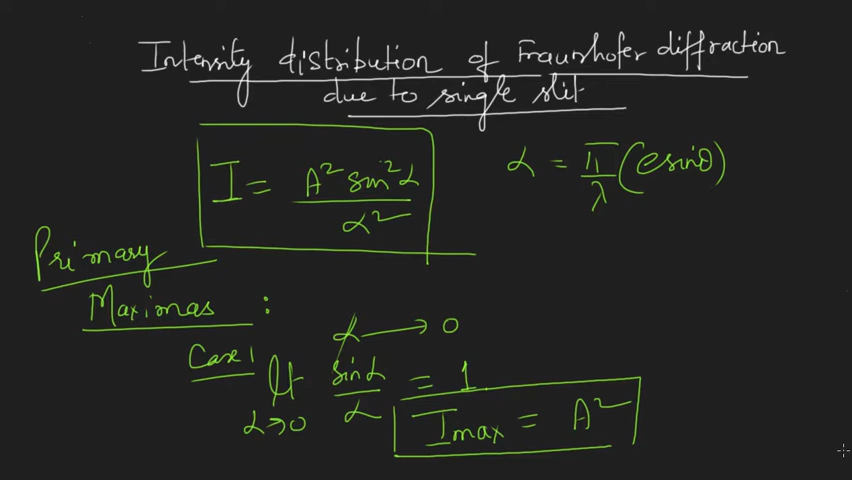 Intensity distribution of Fraunhofer diffraction
due to single slit
I = A² sin²α / α²
α = π/λ (e sinθ)
Primary
Maximas :
Case 1
α → 0
lt α→0 sinα/α = 1
Imax = A²